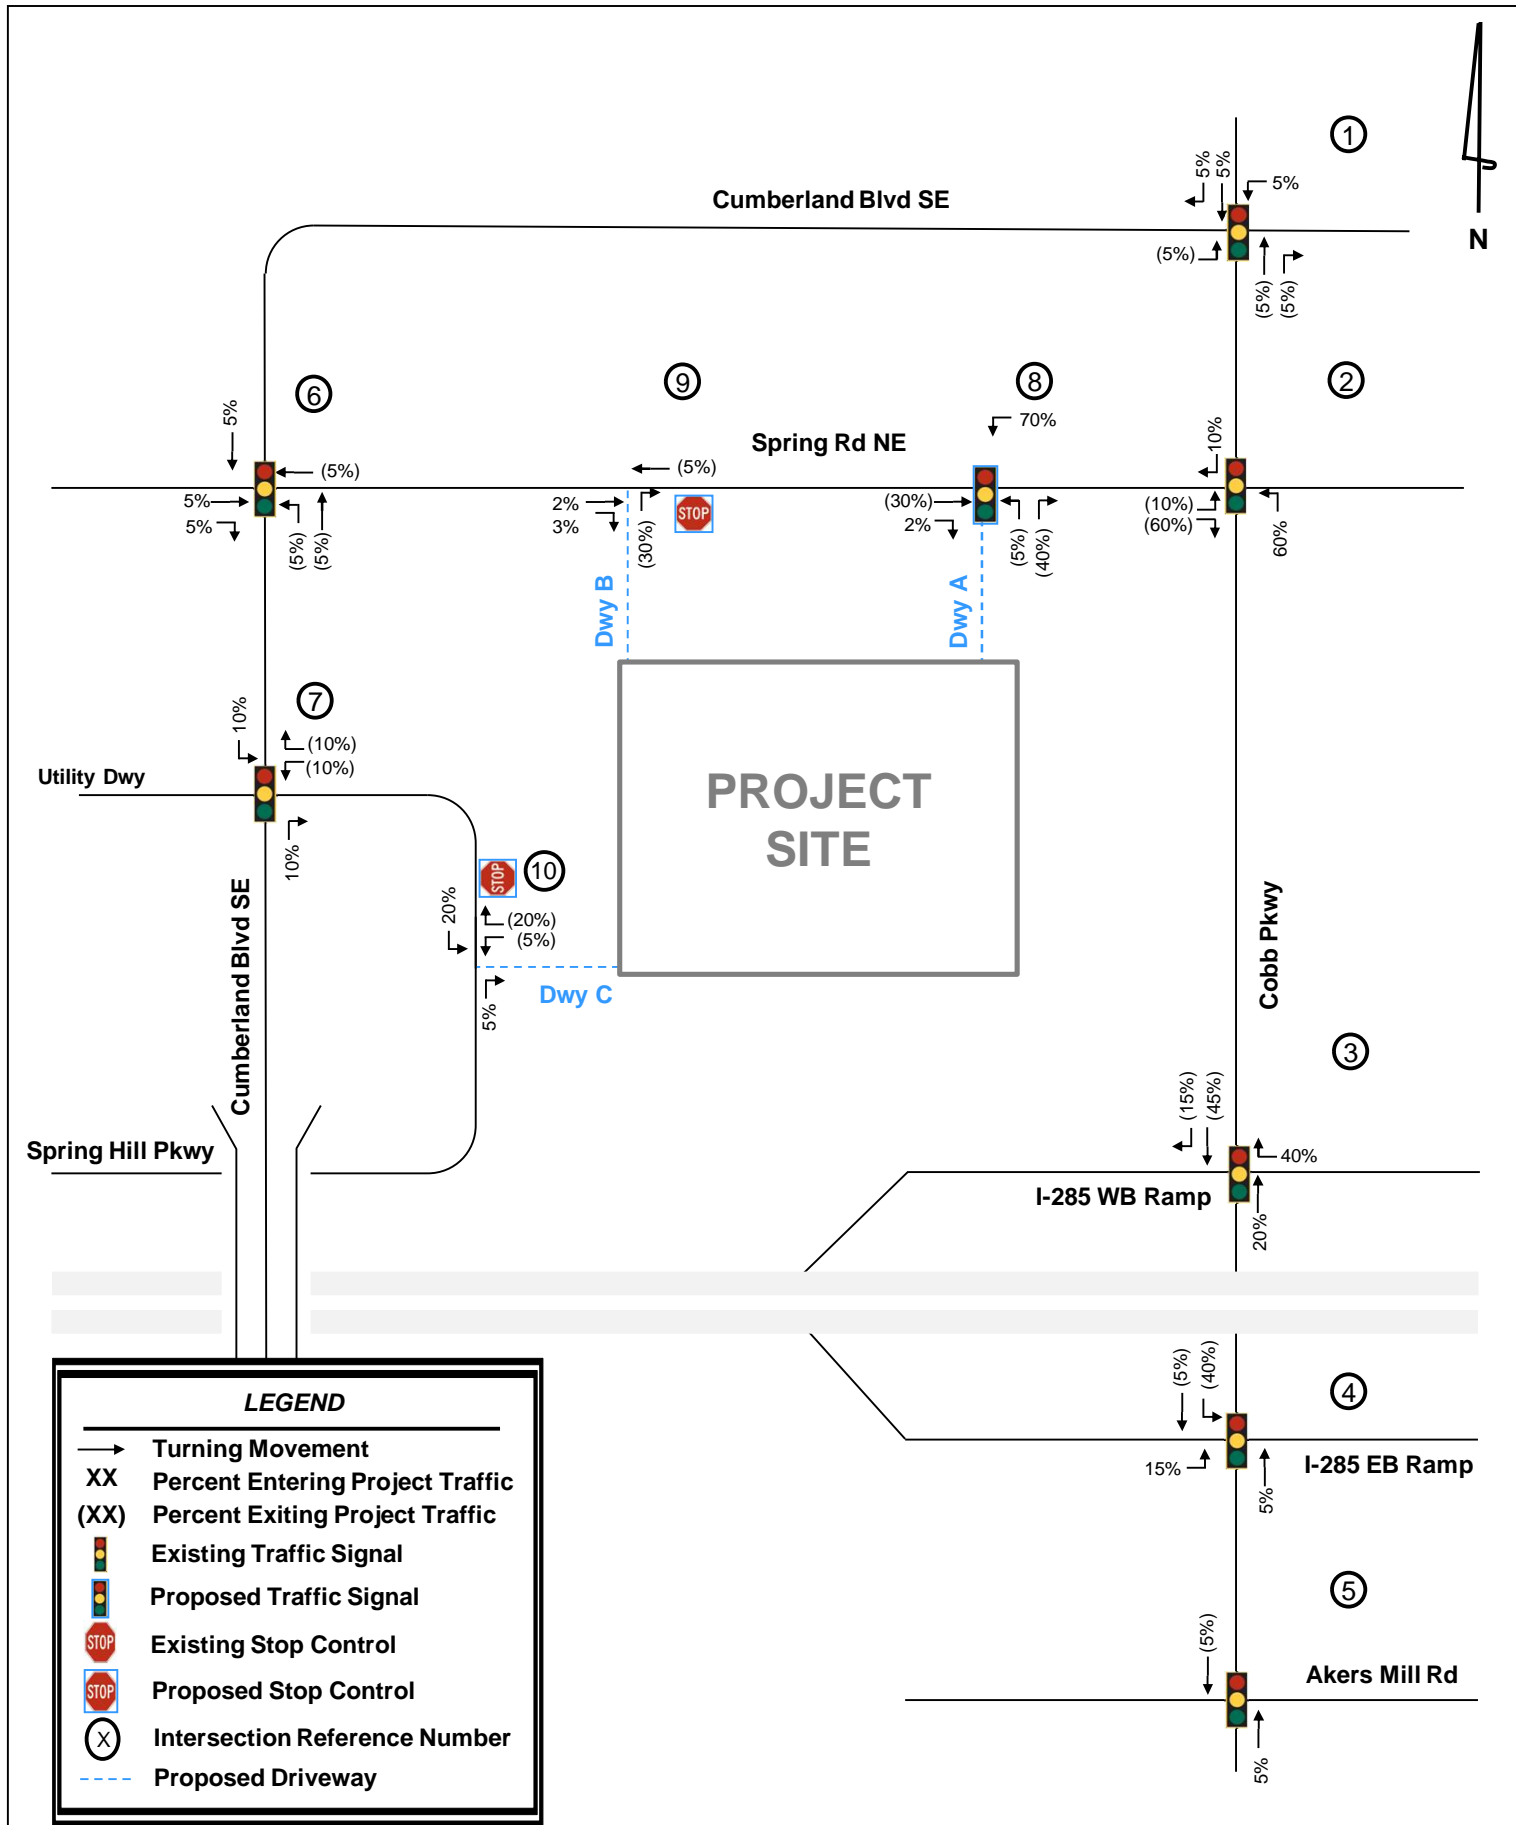 1
5%
5%
5%
Cumberland Blvd SE
N
(5%)
(5%)
(5%)
6
9
8
2
5%
70%
10%
Spring Rd NE
(5%)
(5%)
5%
2%
(30%)
(10%)
5%
3%
STOP
2%
(60%)
(5%)
(5%)
(30%)
(5%)
(40%)
60%
Dwy B
Dwy A
7
10%
(10%)
(10%)
Utility Dwy
PROJECT
SITE
10%
STOP
10
20%
(20%)
(5%)
Cumberland Blvd SE
Cobb Pkwy
Dwy C
5%
3
(15%)
(45%)
Spring Hill Pkwy
40%
I-285 WB Ramp
20%
(5%)
(40%)
4
15%
I-285 EB Ramp
5%
5
(5%)
Akers Mill Rd
5%
LEGEND
Turning Movement
XX Percent Entering Project Traffic
(XX) Percent Exiting Project Traffic
Existing Traffic Signal
Proposed Traffic Signal
STOP Existing Stop Control
STOP Proposed Stop Control
X Intersection Reference Number
Proposed Driveway